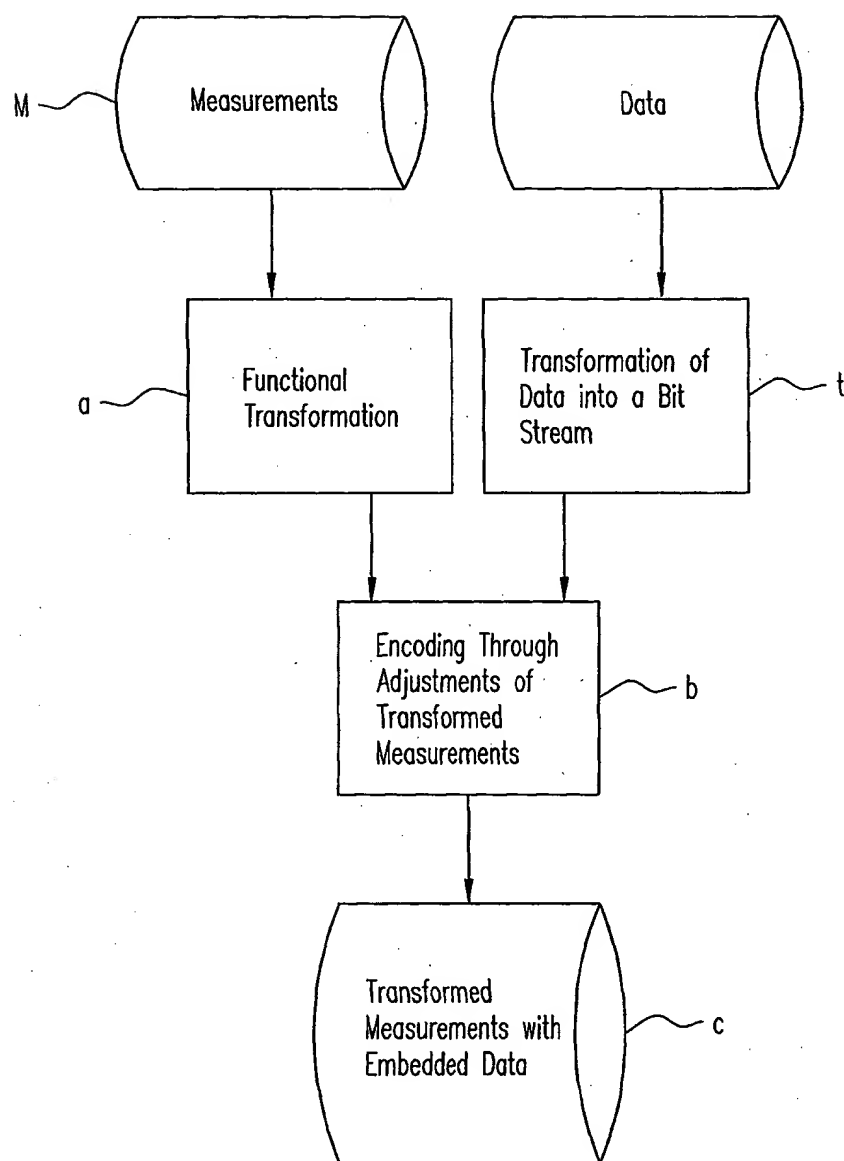 M
Measurements
Data
a
Functional
Transformation
Transformation of
Data into a Bit
Stream
t
Encoding Through
Adjustments of
Transformed
Measurements
b
Transformed
Measurements with
Embedded Data
c